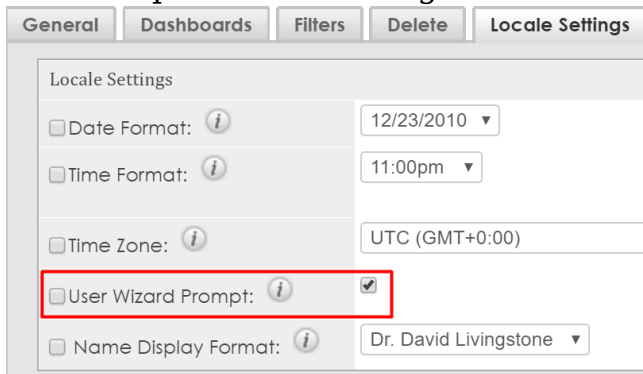 General Dashboards Filters Delete Locale Settings
Locale Settings
Date Format: i 12/23/2010
Time Format: i 11:00pm
Time Zone: i UTC (GMT+0:00)
User Wizard Prompt: i
Name Display Format: i Dr. David Livingstone